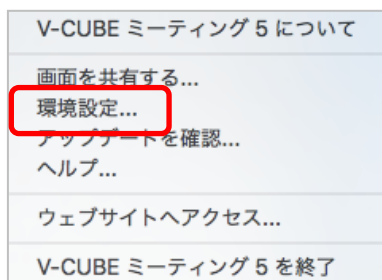 V-CUBE ミーティング 5 について
画面を共有する...
環境設定...
アップデートを確認...
ヘルプ...
ウェブサイトへアクセス...
V-CUBE ミーティング 5 を終了